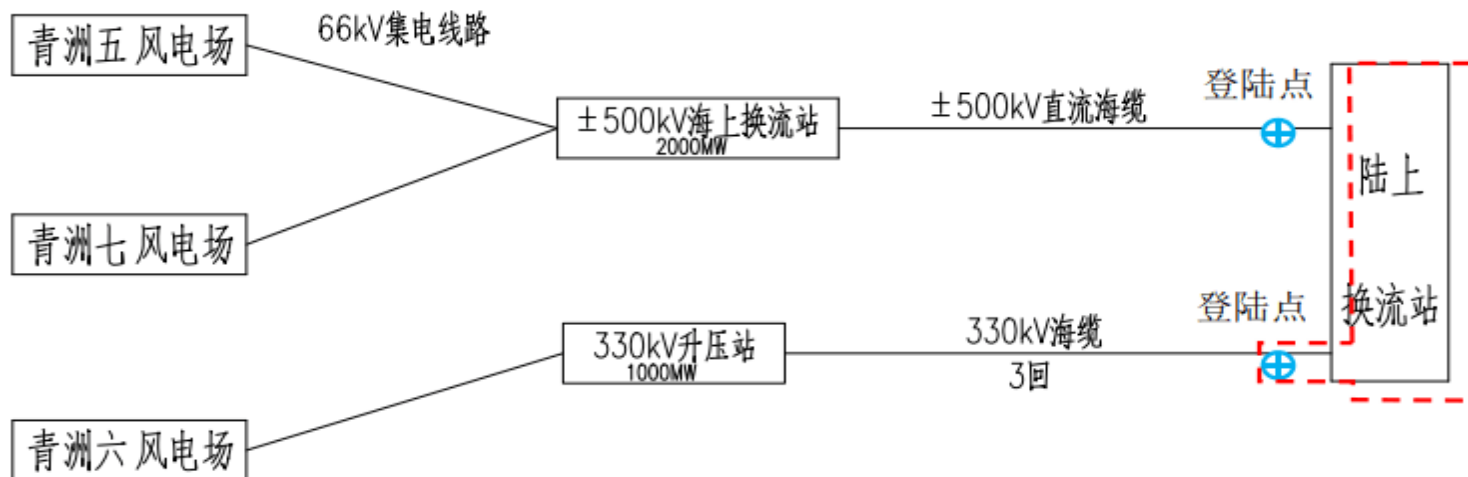 青洲五风电场
66kV集电线路
±500kV海上换流站
2000MW
±500kV直流海缆
登陆点
陆上
换流站
青洲七风电场
330kV升压站
1000MW
330kV海缆
3回
登陆点
青洲六风电场